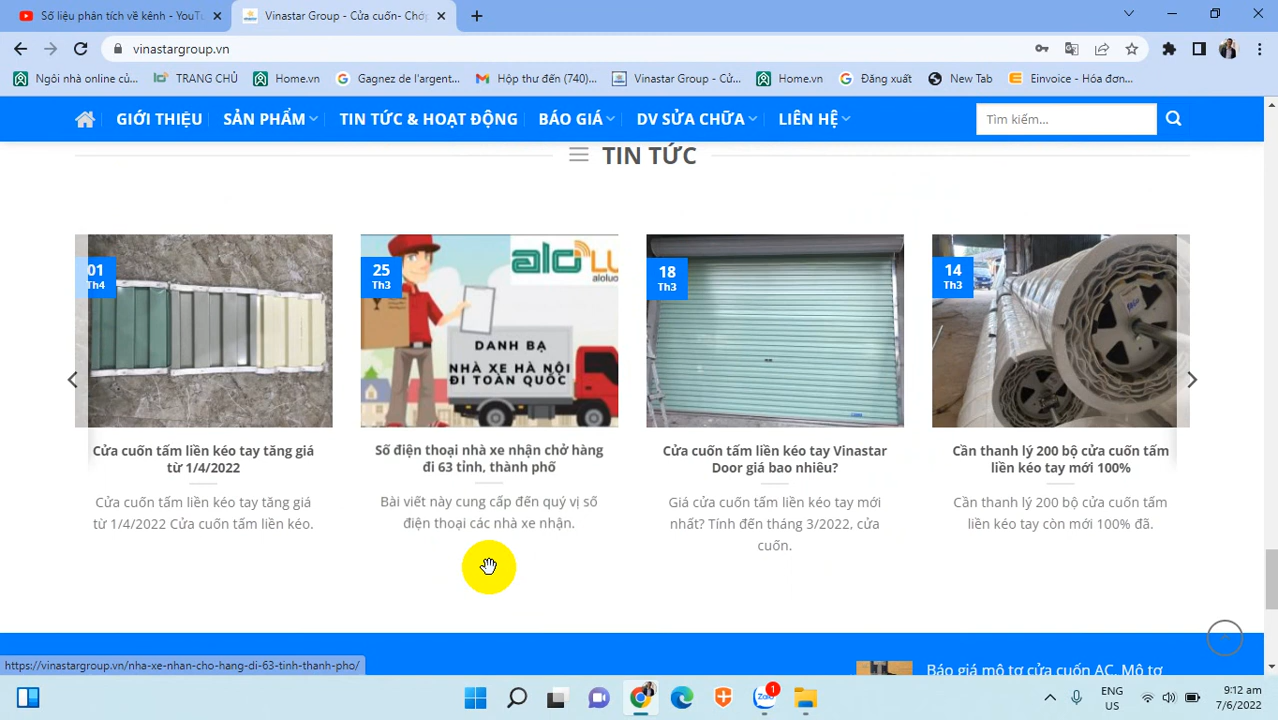 Số liệu phân tích về kênh - YouTu
Vinastar Group - Cửa cuốn- Chớp
vinastargroup.vn
Ngôi nhà online củ...
TRANG CHỦ
Home.vn
Gagnez de l'argent...
Hộp thư đến (740)...
Vinastar Group - Cử...
Home.vn
Đăng xuất
New Tab
Einvoice - Hóa đơn...
GIỚI THIỆU
SẢN PHẨM
TIN TỨC & HOẠT ĐỘNG
BÁO GIÁ
DV SỬA CHỮA
LIÊN HỆ
Tìm kiếm...
TIN TỨC
01
Th4
25
Th3
alo
aloluo
DANH BẠ
NHÀ XE HÀ NỘI
ĐI TOÀN QUỐC
18
Th3
14
Th3
Cửa cuốn tấm liền kéo tay tăng giá
từ 1/4/2022
Cửa cuốn tấm liền kéo tay tăng giá
từ 1/4/2022 Cửa cuốn tấm liền kéo.
Số điện thoại nhà xe nhận chở hàng
đi 63 tỉnh, thành phố
Bài viết này cung cấp đến quý vị số
điện thoại các nhà xe nhận.
Cửa cuốn tấm liền kéo tay Vinastar
Door giá bao nhiêu?
Giá cửa cuốn tấm liền kéo tay mới
nhất? Tính đến tháng 3/2022, cửa
cuốn.
Cần thanh lý 200 bộ cửa cuốn tấm
liền kéo tay mới 100%
Cần thanh lý 200 bộ cửa cuốn tấm
liền kéo tay còn mới 100% đã.
Báo giá mô tơ cửa cuốn AC, Mô tơ
https://vinastargroup.vn/nha-xe-nhan-cho-hang-di-63-tinh-thanh-pho/
Zalo
1
ENG
US
9:12 am
7/6/2022